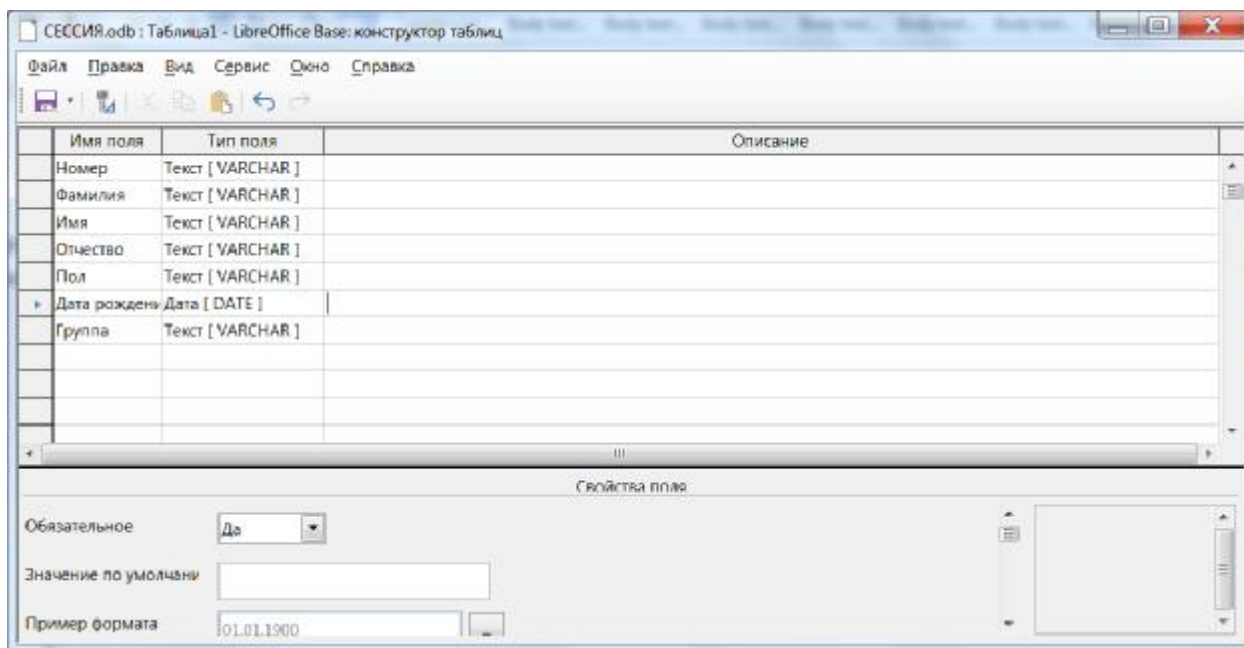 СЕССИЯ.odb : Таблица1 - LibreOffice Base: конструктор таблиц
Файл Правка Вид Сервис Окно Справка
Имя поля Тип поля Описание
Номер Текст [ VARCHAR ]
Фамилия Текст [ VARCHAR ]
Имя Текст [ VARCHAR ]
Отчество Текст [ VARCHAR ]
Пол Текст [ VARCHAR ]
Дата рождени Дата [ DATE ]
Группа Текст [ VARCHAR ]
Свойства поля
Обязательное Да
Значение по умолчани
Пример формата 01.01.1900 ...